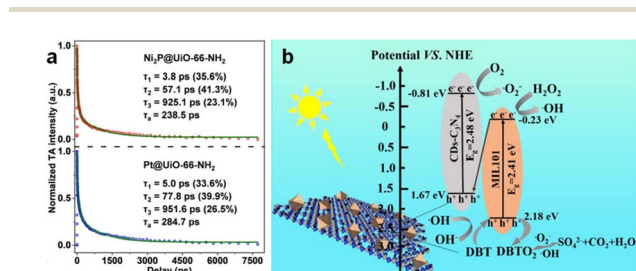 a
Normalized TA intensity (a.u.)
1.0
0.5
0.0
Ni₂P@UiO-66-NH₂
τ₁ = 3.8 ps (35.6%)
τ₂ = 57.1 ps (41.3%)
τ₃ = 925.1 ps (23.1%)
τₐ = 238.5 ps
1.0
0.5
0.0
Pt@UiO-66-NH₂
τ₁ = 5.0 ps (33.6%)
τ₂ = 77.8 ps (39.9%)
τ₃ = 951.6 ps (26.5%)
τₐ = 284.7 ps
0 2500 5000 7500
Delay (ps)
b
Potential VS. NHE
-1.0
-0.5
0.0
0.5
1.0
1.5
2.0
2.5
3.0
-0.81 eV
e⁻ e⁻ e⁻
O₂
·O₂⁻
CDs-C₃N₄
E𝗀=2.48 eV
1.67 eV
h⁺ h⁺ h⁺
H₂O₂
·OH
e⁻ e⁻ e⁻
-0.23 eV
MIL101
E𝗀=2.41 eV
h⁺ h⁺ h⁺
2.18 eV
·OH
OH⁻
DBT
DBTO₂
·O₂⁻
·OH
SO₄²⁻+CO₂+H₂O